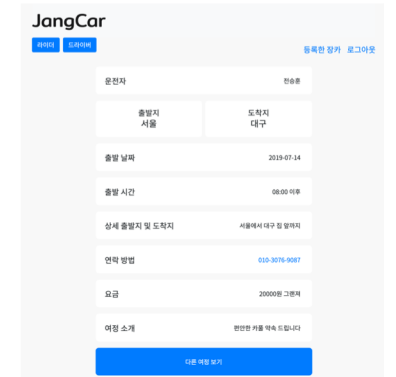 JangCar
라이더 드라이버
등록한 장카 로그아웃
운전자 천승훈
출발지 도착지
서울 대구
출발 날짜 2019-07-14
출발 시간 08:00 이후
상세 출발지 및 도착지 서울에서 대구 집 앞까지
연락 방법 010-3076-9087
요금 20000원 그랜져
여정 소개 편안한 카풀 약속 드립니다
다른 여정 보기